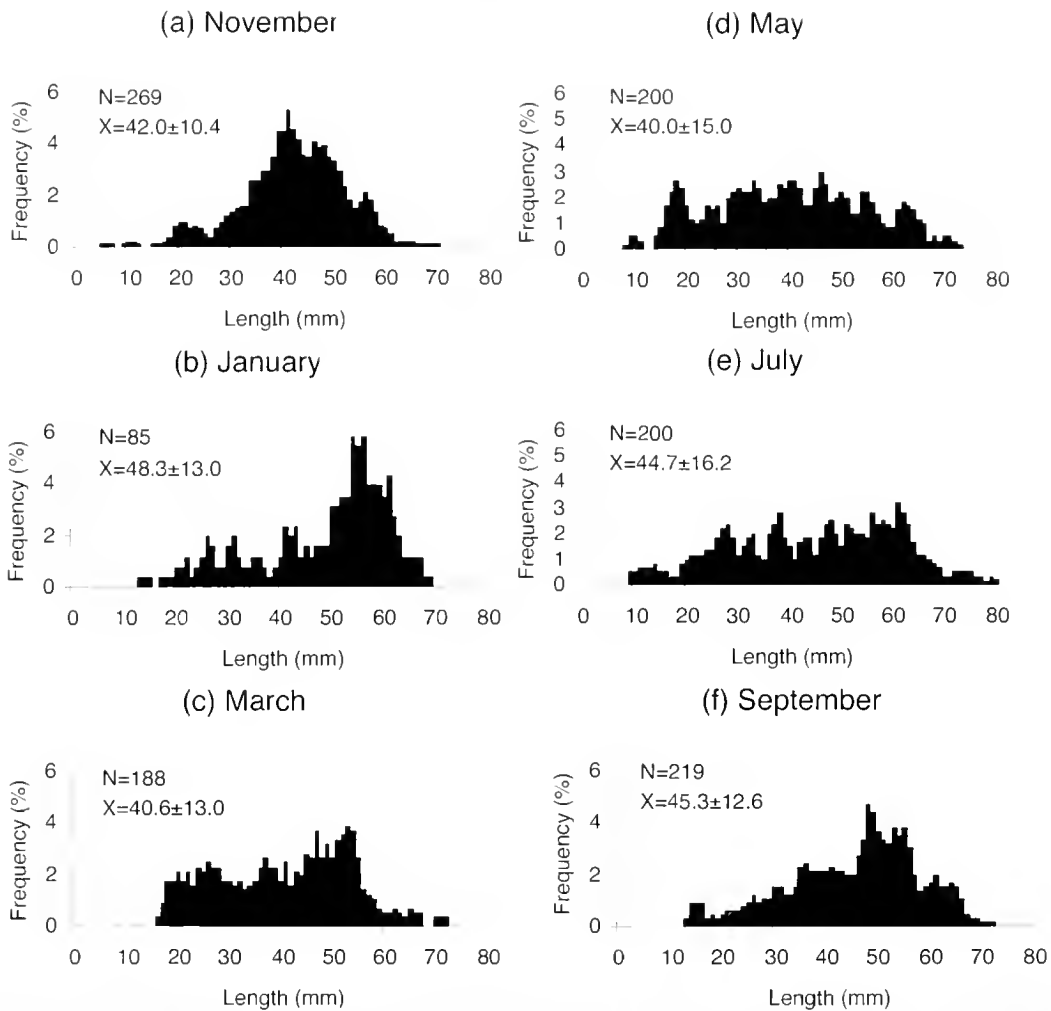 (a) November
Frequency (%)
6
4
2
0
N=269
X=42.0±10.4
0 10 20 30 40 50 60 70 80
Length (mm)
(b) January
Frequency (%)
6
4
2
0
N=85
X=48.3±13.0
0 10 20 30 40 50 60 70 80
Length (mm)
(c) March
Frequency (%)
6
4
2
0
N=188
X=40.6±13.0
0 10 20 30 40 50 60 70 80
Length (mm)
(d) May
Frequency (%)
6
5
4
3
2
1
0
N=200
X=40.0±15.0
0 10 20 30 40 50 60 70 80
Length (mm)
(e) July
Frequency (%)
6
5
4
3
2
1
0
N=200
X=44.7±16.2
0 10 20 30 40 50 60 70 80
Length (mm)
(f) September
Frequency (%)
6
4
2
0
N=219
X=45.3±12.6
0 10 20 30 40 50 60 70 80
Length (mm)